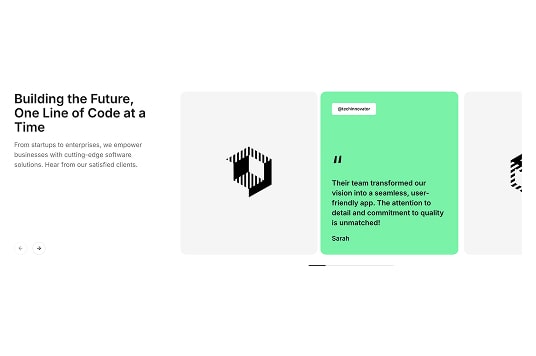 Building the Future,
One Line of Code at a
Time
From startups to enterprises, we empower
businesses with cutting-edge software
solutions. Hear from our satisfied clients.
@techinnovator
"
Their team transformed our
vision into a seamless, user-
friendly app. The attention to
detail and commitment to quality
is unmatched!
Sarah